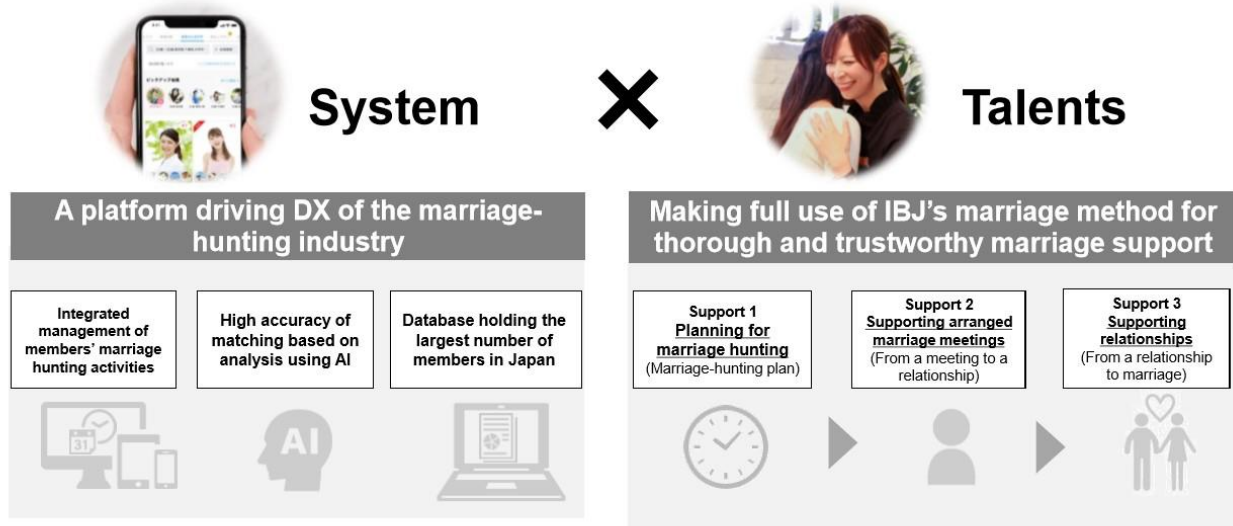 System
×
Talents
A platform driving DX of the marriage-
hunting industry
Integrated
management of
members' marriage
hunting activities
High accuracy of
matching based on
analysis using AI
Database holding the
largest number of
members in Japan
31
AI
Making full use of IBJ's marriage method for
thorough and trustworthy marriage support
Support 1
Planning for
marriage hunting
(Marriage-hunting plan)
Support 2
Supporting arranged
marriage meetings
(From a meeting to a
relationship)
Support 3
Supporting
relationships
(From a relationship
to marriage)